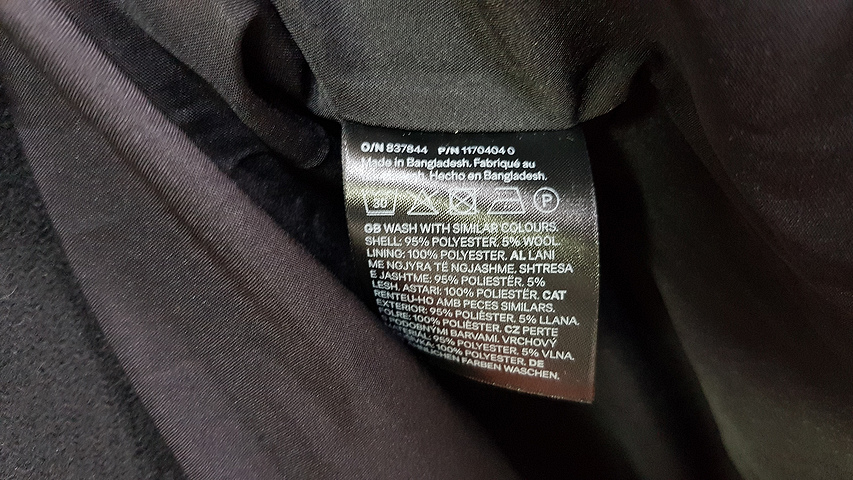 O/N 837844 P/N 1170404 0
Made in Bangladesh. Fabriqué au
Hecho en Bangladesh.
30 P
GB WASH WITH SIMILAR COLOURS.
SHELL: 95% POLYESTER. 5% WOOL.
LINING: 100% POLYESTER. AL LANI
ME NGJYRA TË NGJASHME. SHTRESA
E JASHTME: 95% POLIESTËR. 5%
LESH. ASTARI: 100% POLIESTËR. CAT
RENTEU-HO AMB PECES SIMILARS.
EXTERIOR: 95% POLIÈSTER. 5% LLANA.
FOLRE: 100% POLIÈSTER. CZ PERTE
S PODOBNÝMI BARVAMI. VRCHOVÝ
95% POLYESTER. 5% VLNA.
100% POLYESTER. DE
FARBEN WASCHEN.